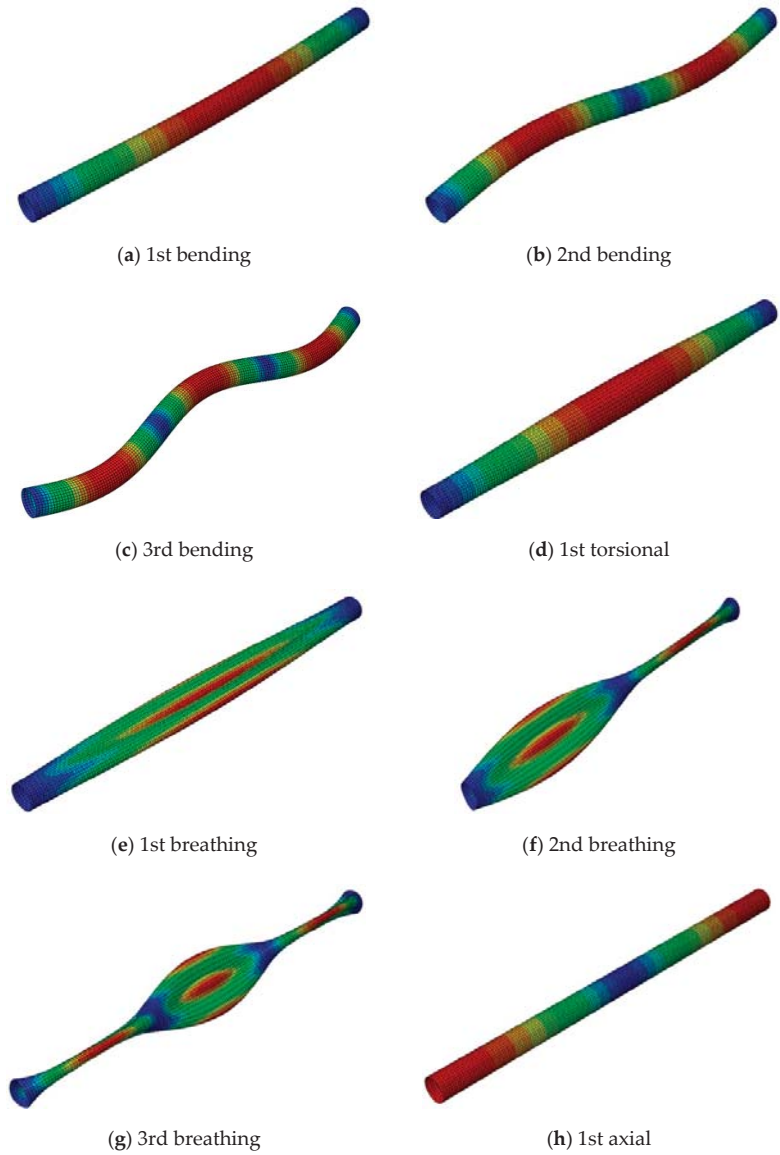 (a) 1st bending
(b) 2nd bending
(c) 3rd bending
(d) 1st torsional
(e) 1st breathing
(f) 2nd breathing
(g) 3rd breathing
(h) 1st axial